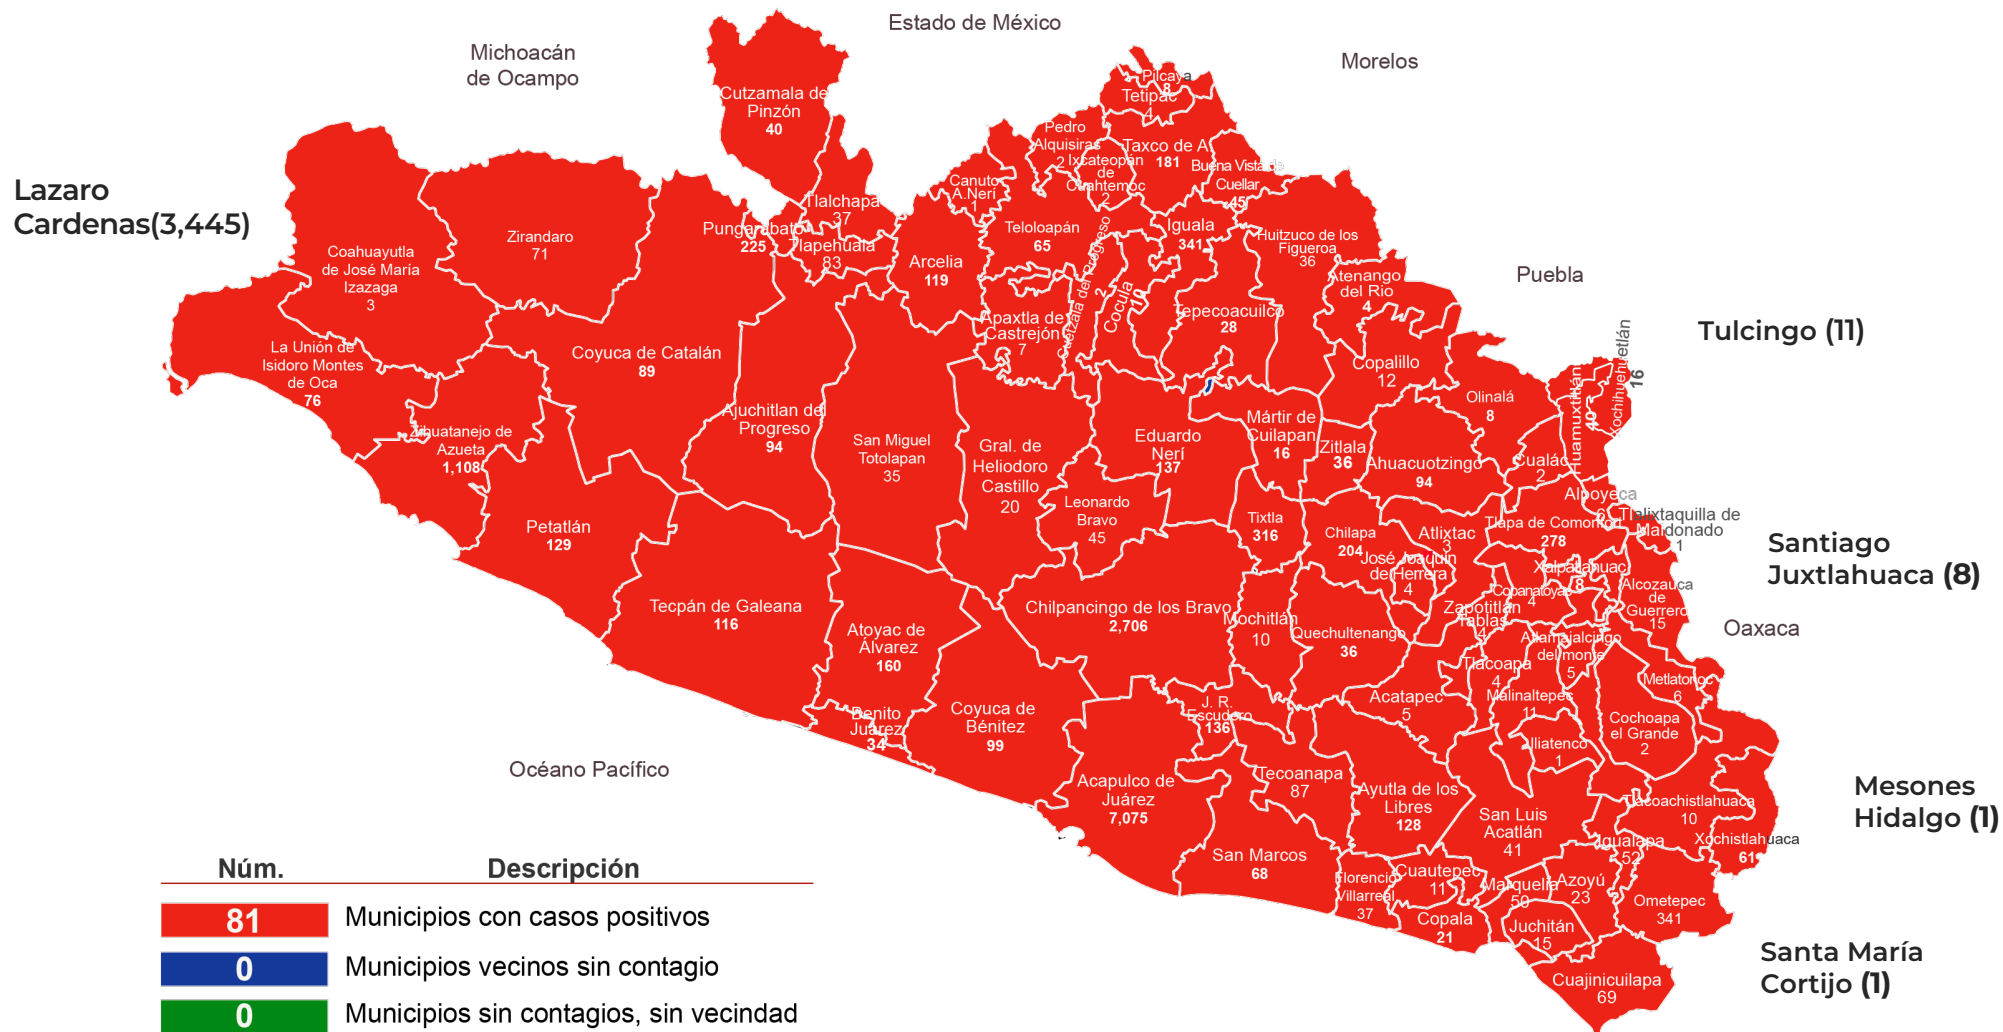 Estado de México
Michoacán
de Ocampo
Morelos
Puebla
Oaxaca
Océano Pacífico
Lazaro
Cardenas(3,445)
Tulcingo (11)
Santiago
Juxtlahuaca (8)
Mesones
Hidalgo (1)
Santa María
Cortijo (1)
Cutzamala de
Pinzón
40
Pilcaya
8
Tetipac
4
Pedro
Alquisiras
2
Ixcateopán
de
Cuahtemoc
2
Taxco de A.
181
Buena Vista de
Cuellar
45
Canuto
A.Nerí
1
Tlalchapa
37
Pungarabato
225
Tlapehuala
83
Arcelia
119
Teloloapán
65
Iguala
341
Huitzuco de los
Figueroa
36
Atenango
del Rio
4
Zirandaro
71
Coahuayutla
de José María
Izazaga
3
La Unión de
Isidoro Montes
de Oca
76
Coyuca de Catalán
89
Ajuchitlan del
Progreso
94
San Miguel
Totolapan
35
Apaxtla de
Castrejón
7
Cuetzala del Progreso
2
Cocula
10
Tepecoacuilco
28
Copalillo
12
Olinalá
8
Huamuxtitlán
40
Xochihuehuetlán
16
Zihuatanejo de
Azueta
1,108
Petatlán
129
Gral. de
Heliodoro
Castillo
20
Leonardo
Bravo
45
Eduardo
Nerí
137
Mártir de
Cuilapan
16
Zitlala
36
Ahuacuotzingo
94
Cualác
2
Alpoyeca
6
Tlalixtaquilla de
Maldonado
1
Tixtla
316
Chilapa
204
Atlixtac
3
Tlapa de Comonfort
278
José Joaquín
de Herrera
4
Xalpatlahuac
8
Copanatoyac
4
Alcozauca
de
Guerrero
15
Tecpán de Galeana
116
Atoyac de
Álvarez
160
Chilpancingo de los Bravo
2,706
Mochitlán
10
Quechultenango
36
Zapotitlán
Tablas
4
Atlamajalcingo
del monte
5
Tlacoapa
4
Malinaltepec
11
Metlatonoc
6
Cochoapa
el Grande
2
Benito
Juárez
34
Coyuca de
Bénitez
99
J. R.
Escudero
136
Acatapec
5
Iliatenco
1
Acapulco de
Juárez
7,075
Tecoanapa
87
Ayutla de los
Libres
128
San Luis
Acatlán
41
Tlacoachistlahuaca
10
Xochistlahuaca
61
Igualapa
52
San Marcos
68
Florencio
Villarreal
37
Cuautepec
11
Copala
21
Marquelia
50
Azoyú
23
Juchitán
15
Ometepec
341
Cuajinicuilapa
69
Núm. Descripción
81 Municipios con casos positivos
0 Municipios vecinos sin contagio
0 Municipios sin contagios, sin vecindad